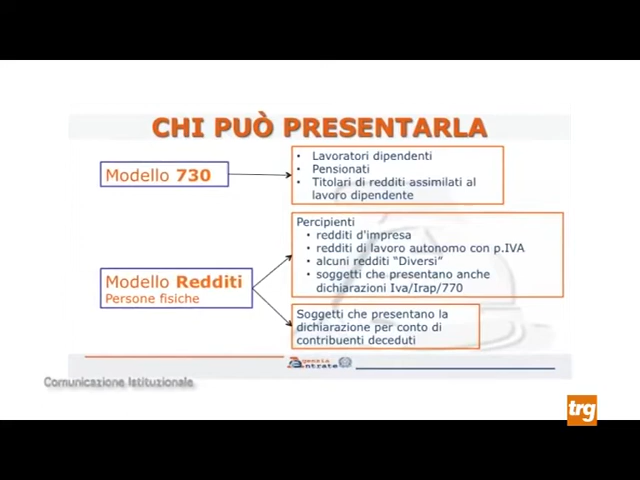 CHI PUÒ PRESENTARLA
Modello 730
• Lavoratori dipendenti
• Pensionati
• Titolari di redditi assimilati al
lavoro dipendente
Modello Redditi
Persone fisiche
Percipienti
• redditi d'impresa
• redditi di lavoro autonomo con p.IVA
• alcuni redditi "Diversi"
• soggetti che presentano anche
dichiarazioni Iva/Irap/770
Soggetti che presentano la
dichiarazione per conto di
contribuenti deceduti
genzia
ntrate
Comunicazione Istituzionale
trg